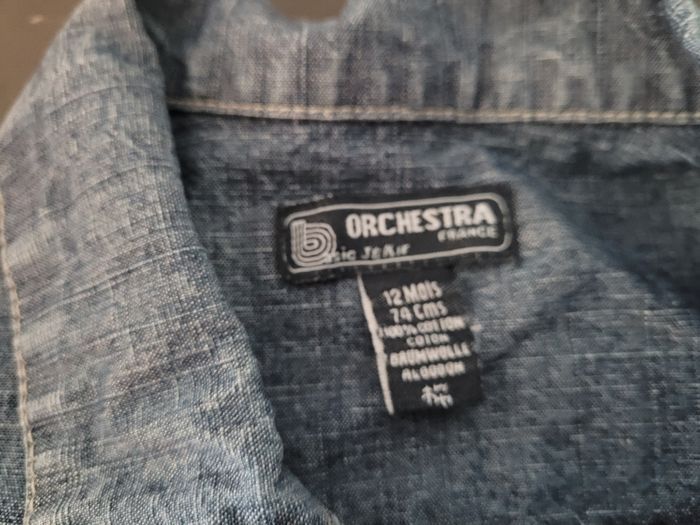 ORCHESTRA
FRANCE
12 MOIS
74 CMS
100% COTTON
COTON
BAUMWOLLE
ALGODON